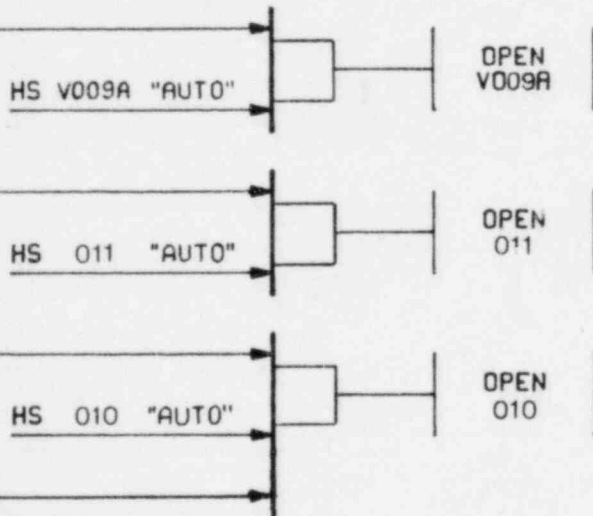 HS V009A "AUTO"
OPEN
V009A
HS 011 "AUTO"
OPEN
011
HS 010 "AUTO"
OPEN
010